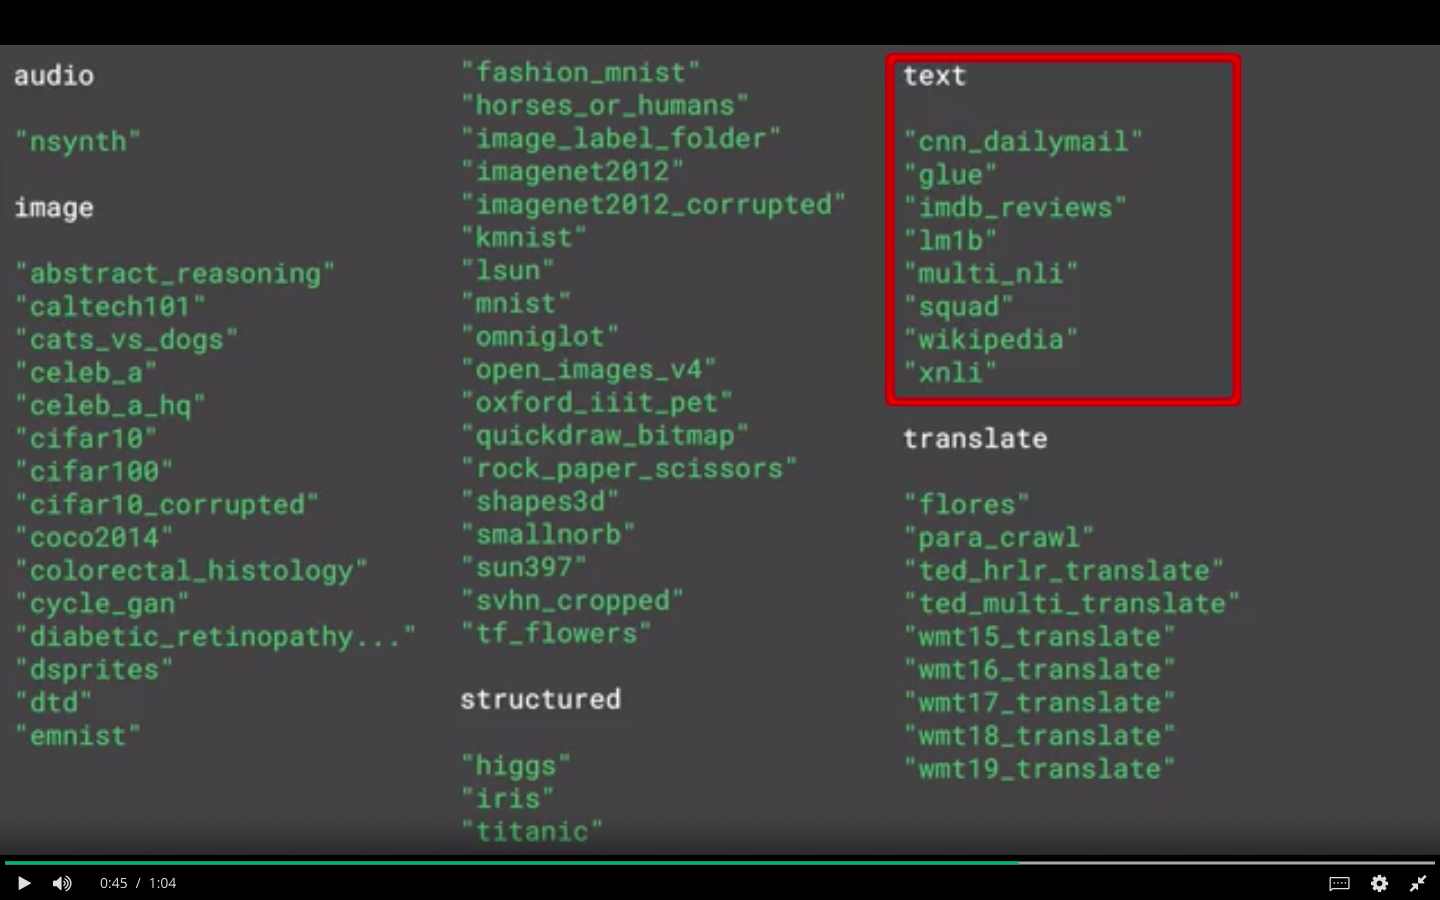 audio
"nsynth"
image
"abstract_reasoning"
"caltech101"
"cats_vs_dogs"
"celeb_a"
"celeb_a_hq"
"cifar10"
"cifar100"
"cifar10_corrupted"
"coco2014"
"colorectal_histology"
"cycle_gan"
"diabetic_retinopathy..."
"dsprites"
"dtd"
"emnist"
"fashion_mnist"
"horses_or_humans"
"image_label_folder"
"imagenet2012"
"imagenet2012_corrupted"
"kmnist"
"lsun"
"mnist"
"omniglot"
"open_images_v4"
"oxford_iiit_pet"
"quickdraw_bitmap"
"rock_paper_scissors"
"shapes3d"
"smallnorb"
"sun397"
"svhn_cropped"
"tf_flowers"
structured
"higgs"
"iris"
"titanic"
text
"cnn_dailymail"
"glue"
"imdb_reviews"
"lm1b"
"multi_nli"
"squad"
"wikipedia"
"xnli"
translate
"flores"
"para_crawl"
"ted_hrlr_translate"
"ted_multi_translate"
"wmt15_translate"
"wmt16_translate"
"wmt17_translate"
"wmt18_translate"
"wmt19_translate"
0:45 / 1:04